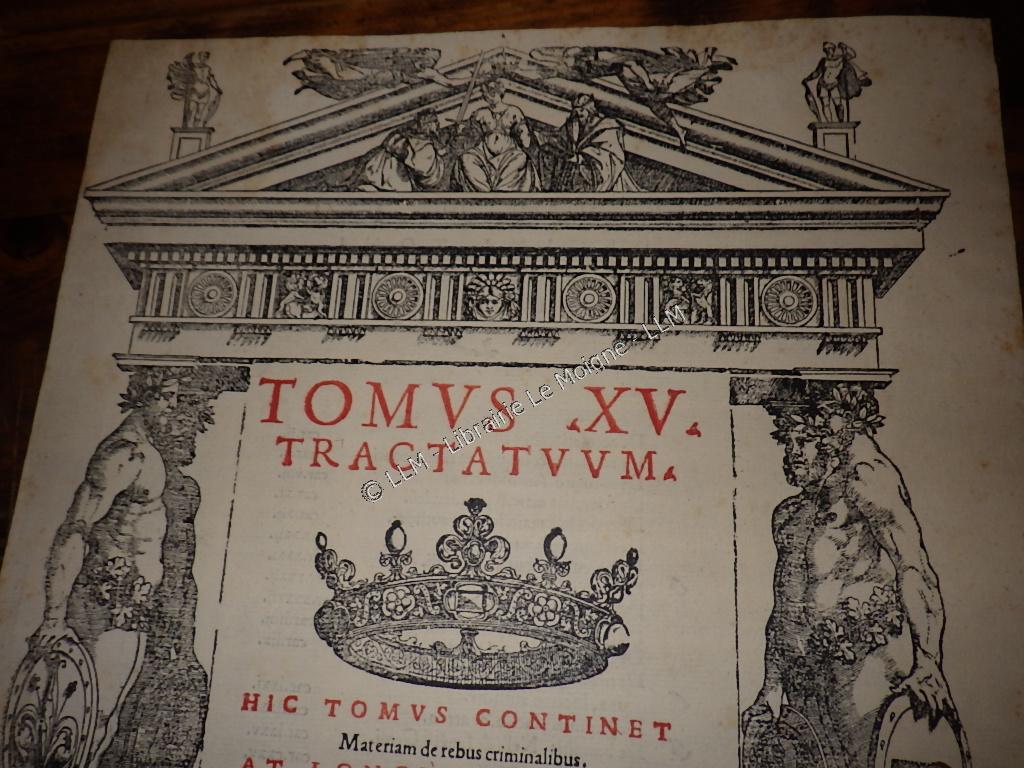 TOMVS .XV.
TRACTATVVM.
© LLM - Librairie Le Moigne - LLM
HIC TOMVS CONTINET
Materiam de rebus criminalibus.